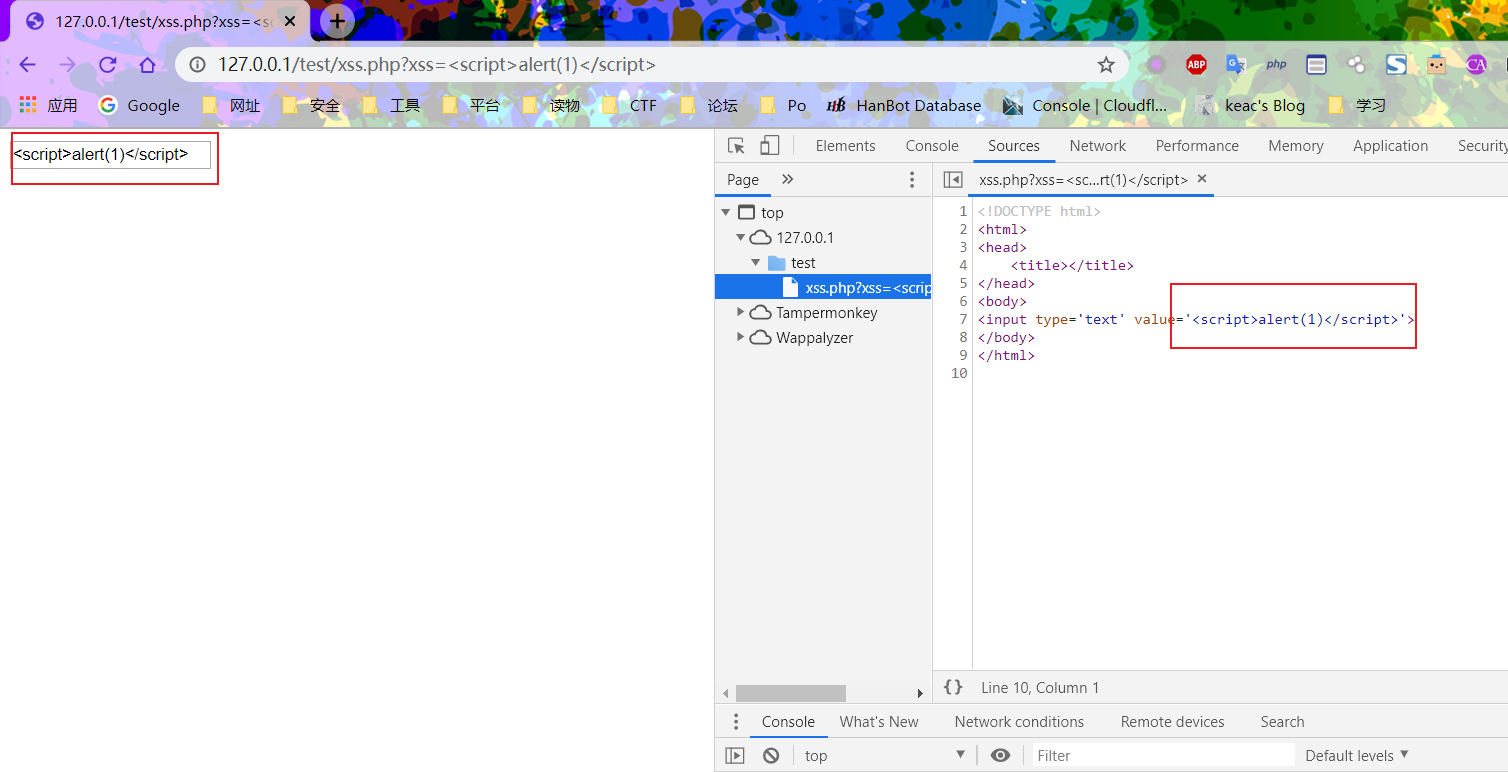 127.0.0.1/test/xss.php?xss=<sc
127.0.0.1/test/xss.php?xss=<script>alert(1)</script>
ABP
php
S
CA
应用 Google 网址 安全 工具 平台 读物 CTF 论坛 Po HB HanBot Database Console | Cloudfl... keac's Blog 学习
<script>alert(1)</script>
Elements Console Sources Network Performance Memory Application Security
Page
xss.php?xss=<sc...rt(1)</script>
top
127.0.0.1
test
xss.php?xss=<scrip
Tampermonkey
Wappalyzer
1 <!DOCTYPE html>
2 <html>
3 <head>
4 <title></title>
5 </head>
6 <body>
7 <input type='text' value='<script>alert(1)</script>'>
8 </body>
9 </html>
10
{} Line 10, Column 1
Console What's New Network conditions Remote devices Search
top Filter Default levels